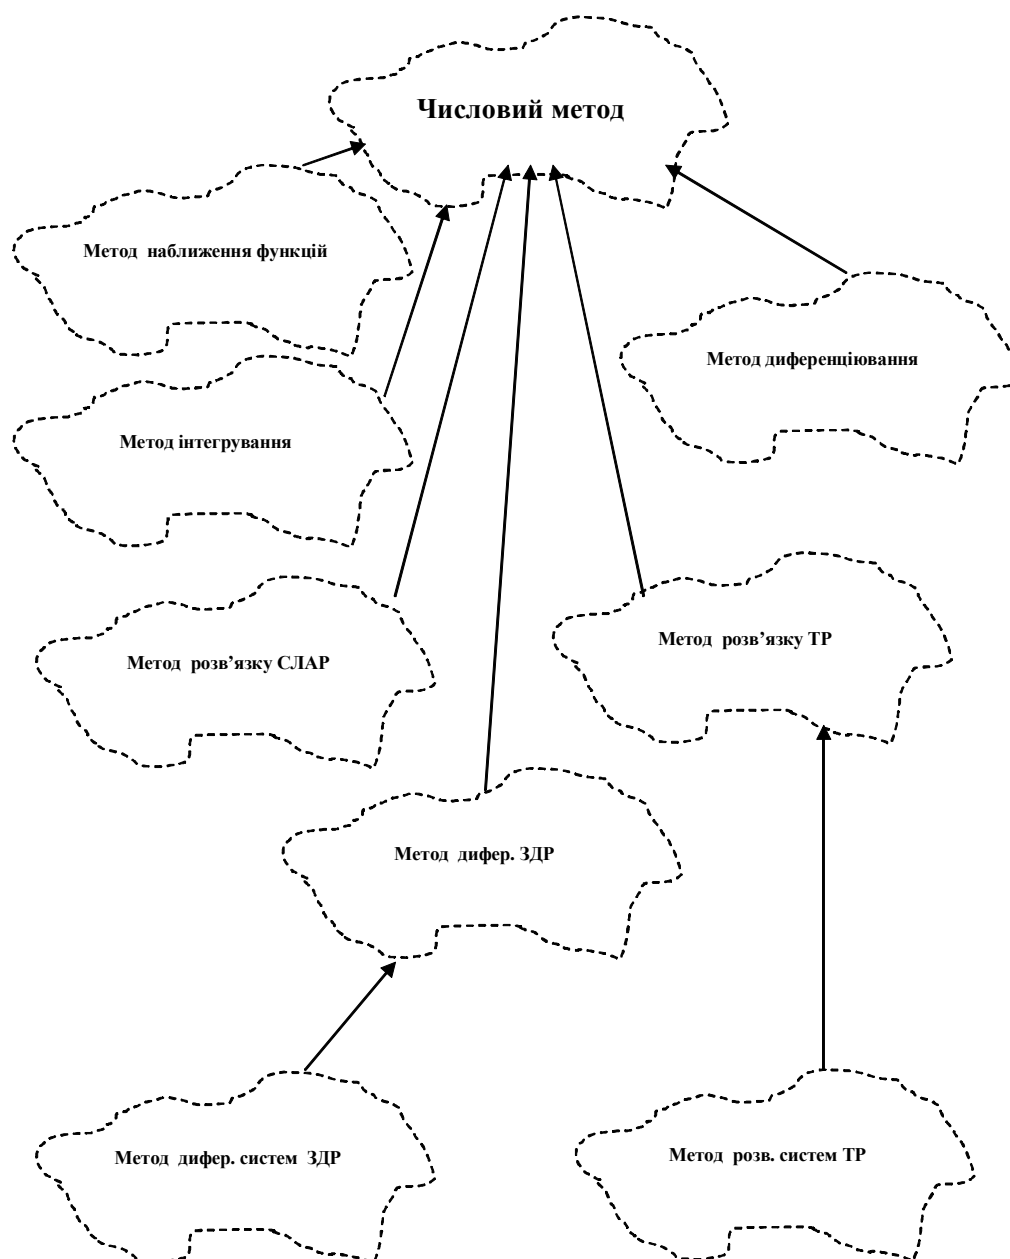 Числовий метод
Метод наближення функцій
Метод диференціювання
Метод інтегрування
Метод розв’язку ТР
Метод розв’язку СЛАР
Метод дифер. ЗДР
Метод дифер. систем ЗДР
Метод розв. систем ТР